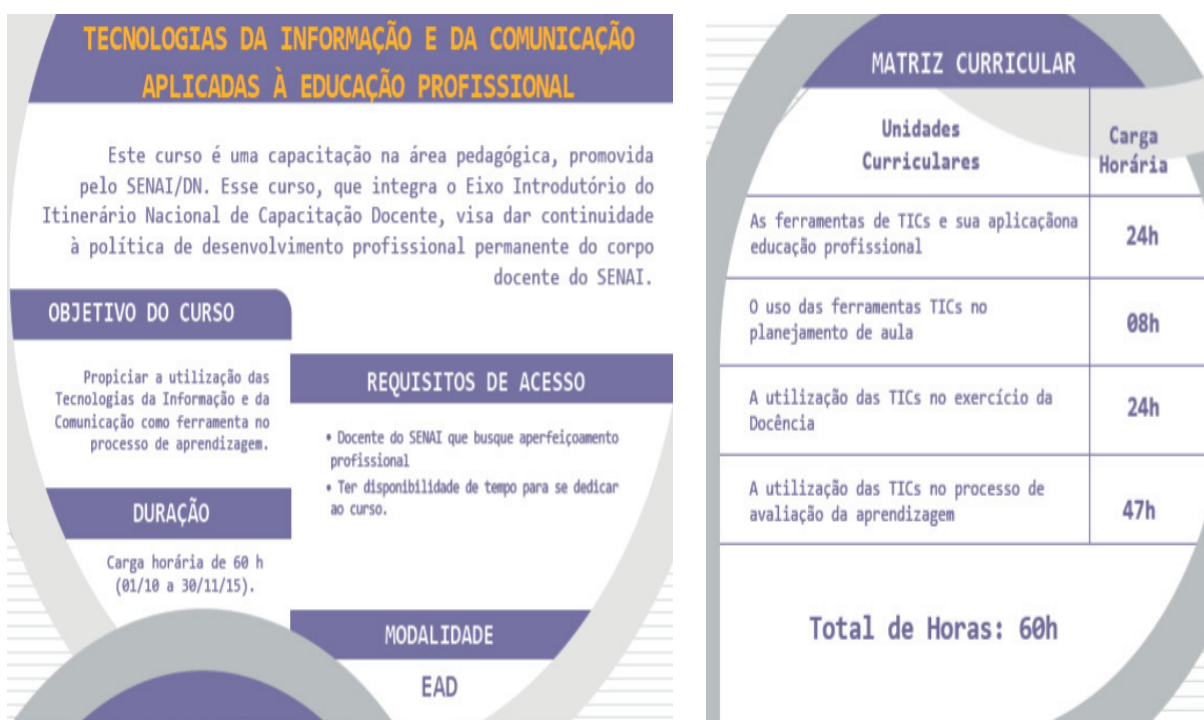 TECNOLOGIAS DA INFORMAÇÃO E DA COMUNICAÇÃO
APLICADAS À EDUCAÇÃO PROFISSIONAL
Este curso é uma capacitação na área pedagógica, promovida
pelo SENAI/DN. Esse curso, que integra o Eixo Introdutório do
Itinerário Nacional de Capacitação Docente, visa dar continuidade
à política de desenvolvimento profissional permanente do corpo
docente do SENAI.
OBJETIVO DO CURSO
Propiciar a utilização das
Tecnologias da Informação e da
Comunicação como ferramenta no
processo de aprendizagem.
DURAÇÃO
Carga horária de 60 h
(01/10 a 30/11/15).
REQUISITOS DE ACESSO
• Docente do SENAI que busque aperfeiçoamento
profissional
• Ter disponibilidade de tempo para se dedicar
ao curso.
MODALIDADE
EAD
MATRIZ CURRICULAR
Unidades
Curriculares
Carga
Horária
As ferramentas de TICs e sua aplicaçãona
educação profissional
24h
O uso das ferramentas TICs no
planejamento de aula
08h
A utilização das TICs no exercício da
Docência
24h
A utilização das TICs no processo de
avaliação da aprendizagem
47h
Total de Horas: 60h